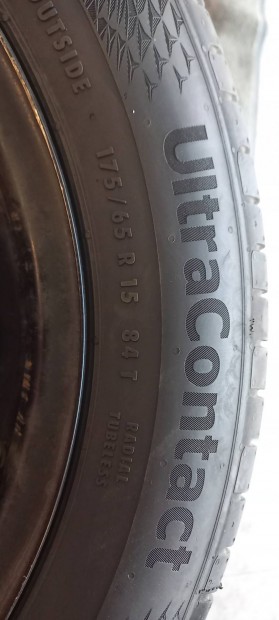 UltraContact
OUTSIDE · 175/65 R 15 84 T
RADIAL
TUBELESS